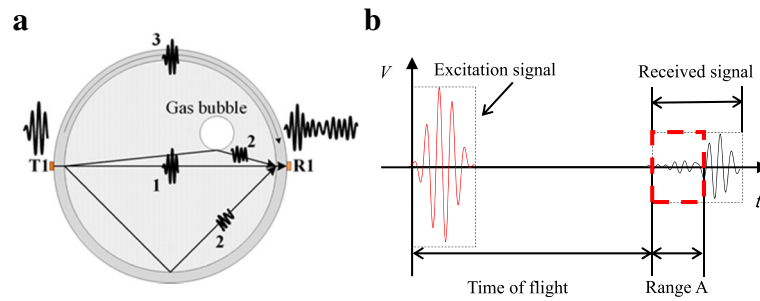 a
3
Gas bubble
2
T1
1
R1
2
b
V
Excitation signal
Received signal
t
Time of flight
Range A